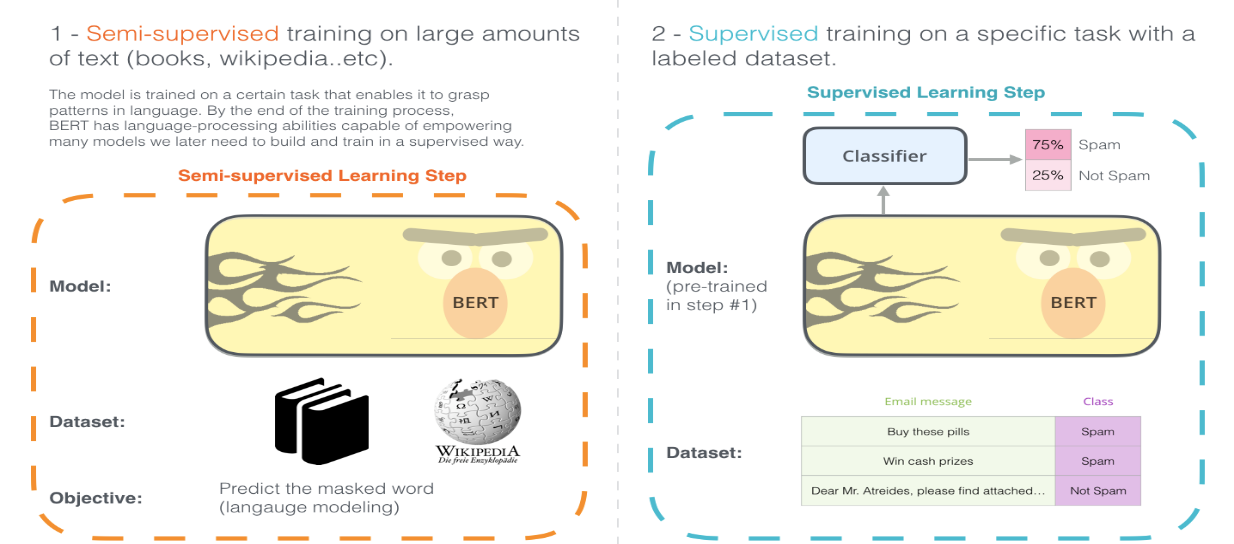 1 - Semi-supervised training on large amounts
of text (books, wikipedia..etc).
The model is trained on a certain task that enables it to grasp
patterns in language. By the end of the training process,
BERT has language-processing abilities capable of empowering
many models we later need to build and train in a supervised way.
Semi-supervised Learning Step
Model:
BERT
Dataset:
WIKIPEDIA
Die freie Enzyklopädie
Objective:
Predict the masked word
(langauge modeling)
2 - Supervised training on a specific task with a
labeled dataset.
Supervised Learning Step
Classifier
75% Spam
25% Not Spam
Model:
(pre-trained
in step #1)
BERT
Dataset:
Email message Class
Buy these pills Spam
Win cash prizes Spam
Dear Mr. Atreides, please find attached... Not Spam